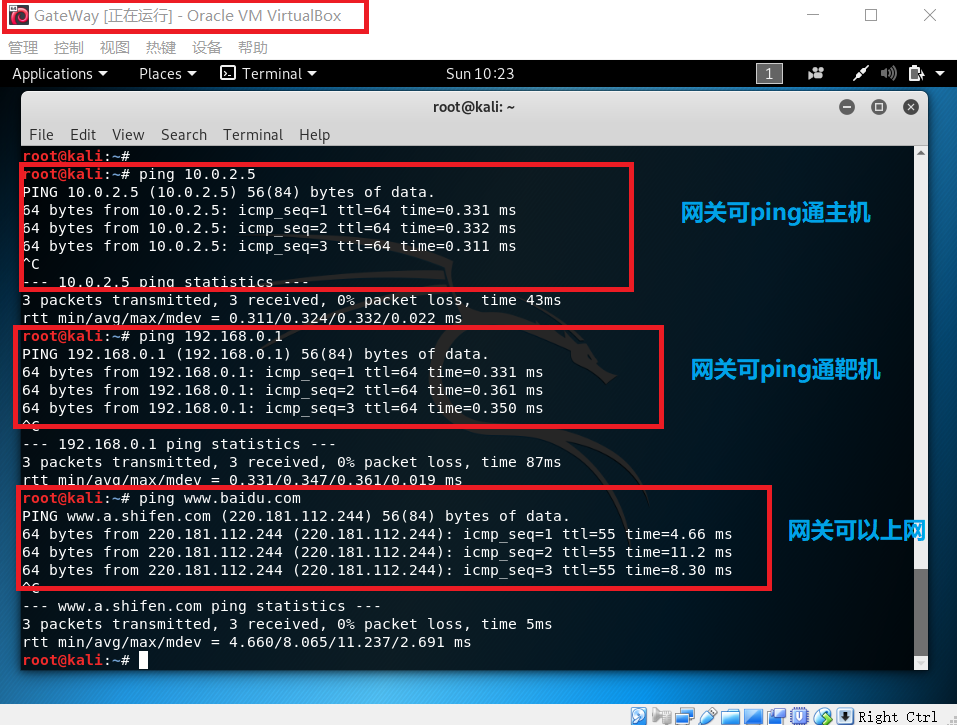 GateWay [正在运行] - Oracle VM VirtualBox
管理 控制 视图 热键 设备 帮助
Applications Places Terminal Sun 10:23 1
root@kali: ~
File Edit View Search Terminal Help
root@kali:~#
root@kali:~# ping 10.0.2.5
PING 10.0.2.5 (10.0.2.5) 56(84) bytes of data.
64 bytes from 10.0.2.5: icmp_seq=1 ttl=64 time=0.331 ms
网关可ping通主机
64 bytes from 10.0.2.5: icmp_seq=2 ttl=64 time=0.332 ms
64 bytes from 10.0.2.5: icmp_seq=3 ttl=64 time=0.311 ms
^C
--- 10.0.2.5 ping statistics ---
3 packets transmitted, 3 received, 0% packet loss, time 43ms
rtt min/avg/max/mdev = 0.311/0.324/0.332/0.022 ms
root@kali:~# ping 192.168.0.1
PING 192.168.0.1 (192.168.0.1) 56(84) bytes of data.
64 bytes from 192.168.0.1: icmp_seq=1 ttl=64 time=0.331 ms
网关可ping通靶机
64 bytes from 192.168.0.1: icmp_seq=2 ttl=64 time=0.361 ms
64 bytes from 192.168.0.1: icmp_seq=3 ttl=64 time=0.350 ms
^C
--- 192.168.0.1 ping statistics ---
3 packets transmitted, 3 received, 0% packet loss, time 87ms
rtt min/avg/max/mdev = 0.331/0.347/0.361/0.019 ms
root@kali:~# ping www.baidu.com
PING www.a.shifen.com (220.181.112.244) 56(84) bytes of data.
64 bytes from 220.181.112.244 (220.181.112.244): icmp_seq=1 ttl=55 time=4.66 ms
网关可以上网
64 bytes from 220.181.112.244 (220.181.112.244): icmp_seq=2 ttl=55 time=11.2 ms
64 bytes from 220.181.112.244 (220.181.112.244): icmp_seq=3 ttl=55 time=8.30 ms
^C
--- www.a.shifen.com ping statistics ---
3 packets transmitted, 3 received, 0% packet loss, time 5ms
rtt min/avg/max/mdev = 4.660/8.065/11.237/2.691 ms
root@kali:~#
Right Ctrl